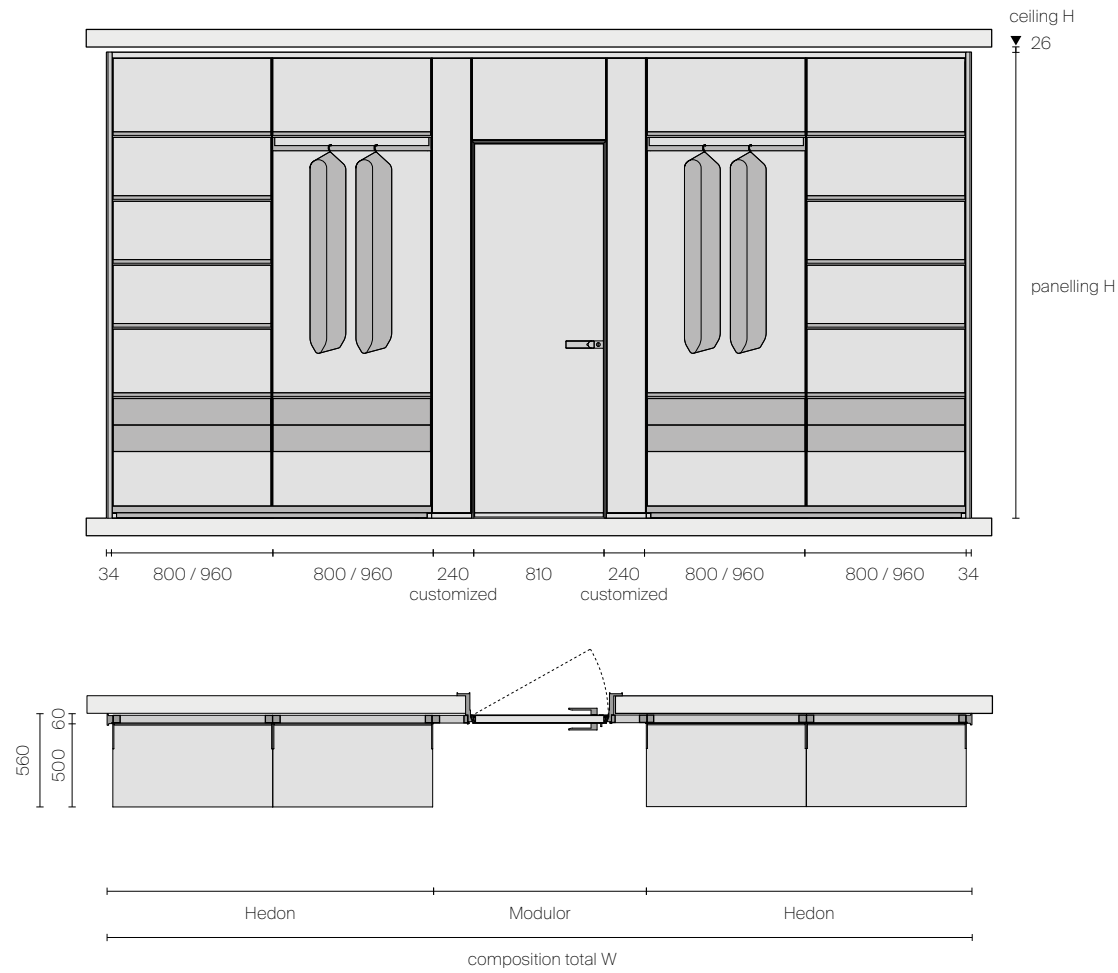 ceiling H
26
panelling H
34
800 / 960
800 / 960
240
customized
810
240
customized
800 / 960
800 / 960
34
560
500
60
Hedon
Modulor
Hedon
composition total W